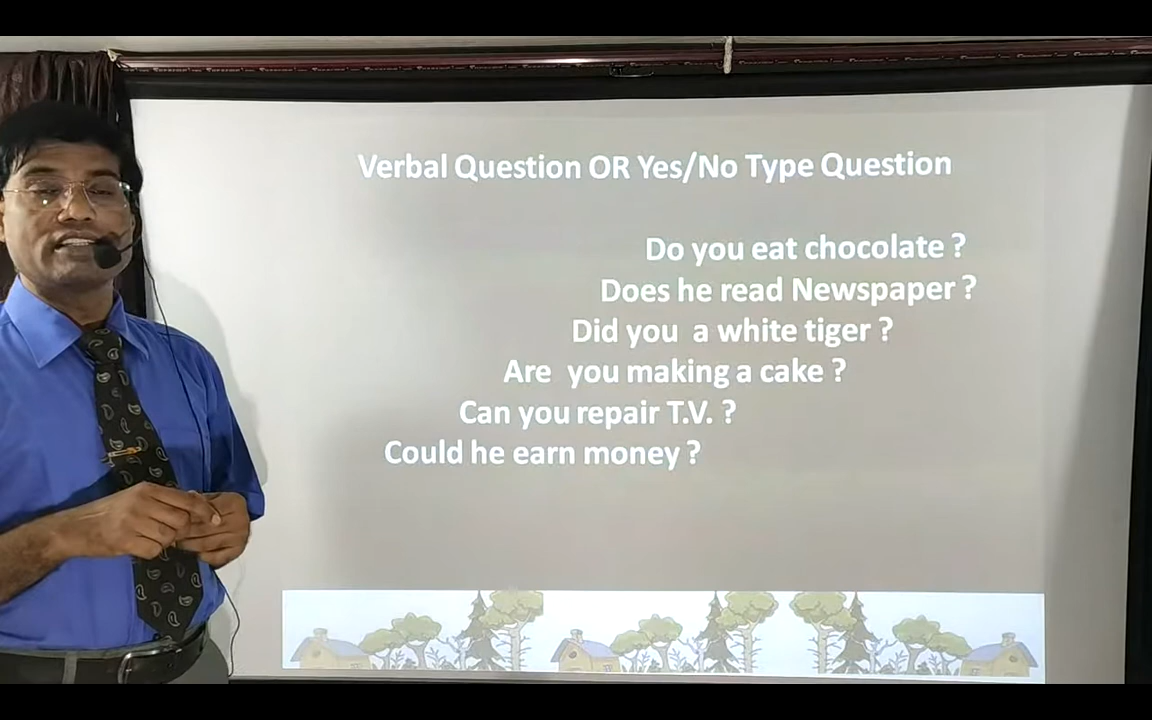 Verbal Question OR Yes/No Type Question
Do you eat chocolate ?
Does he read Newspaper ?
Did you a white tiger ?
Are you making a cake ?
Can you repair T.V. ?
Could he earn money ?